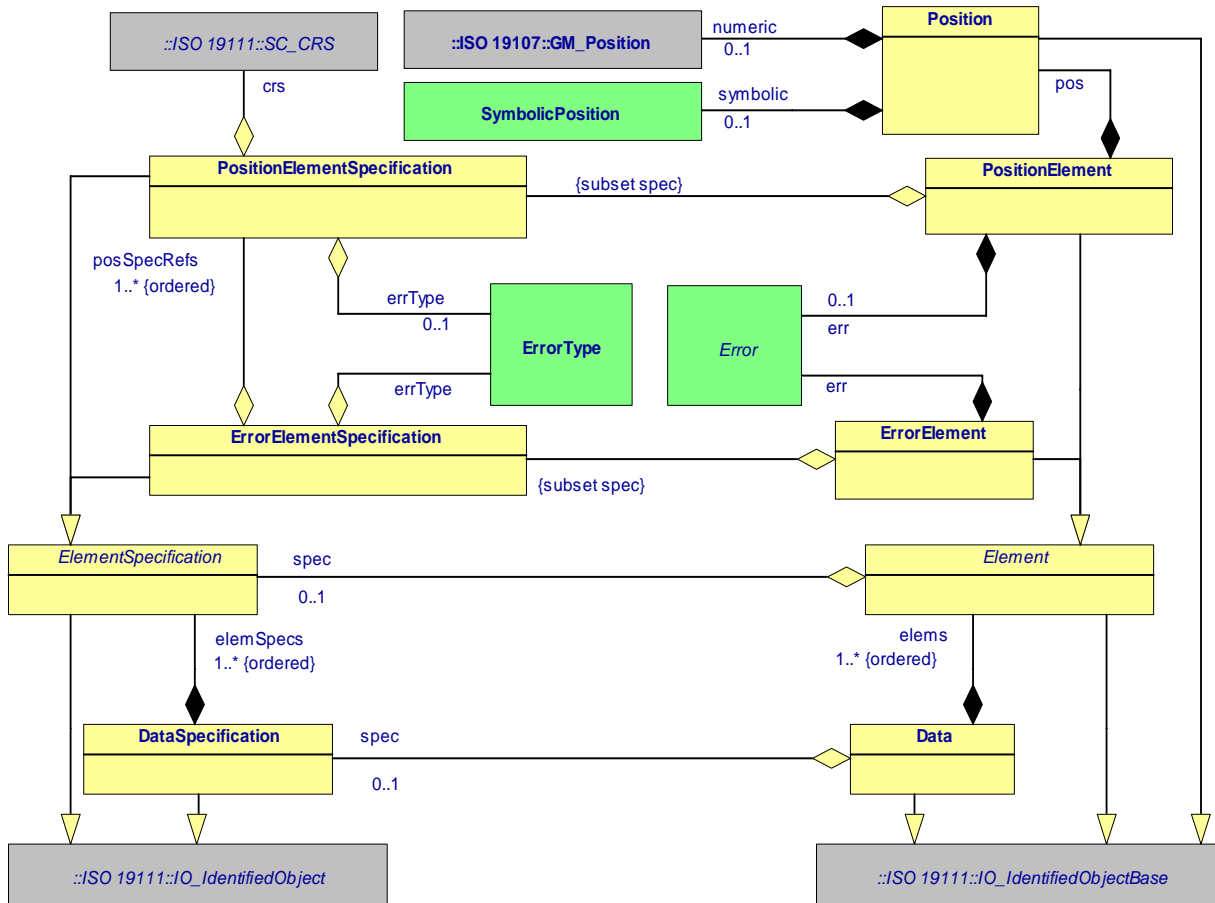 ::ISO 19111::SC_CRS
::ISO 19107::GM_Position
numeric
0..1
Position
crs
SymbolicPosition
symbolic
0..1
pos
PositionElementSpecification
{subset spec}
PositionElement
posSpecRefs
1..* {ordered}
errType
0..1
ErrorType
Error
0..1
err
errType
err
ErrorElementSpecification
{subset spec}
ErrorElement
ElementSpecification
spec
0..1
Element
elemSpecs
1..* {ordered}
elems
1..* {ordered}
DataSpecification
spec
0..1
Data
::ISO 19111::IO_IdentifiedObject
::ISO 19111::IO_IdentifiedObjectBase